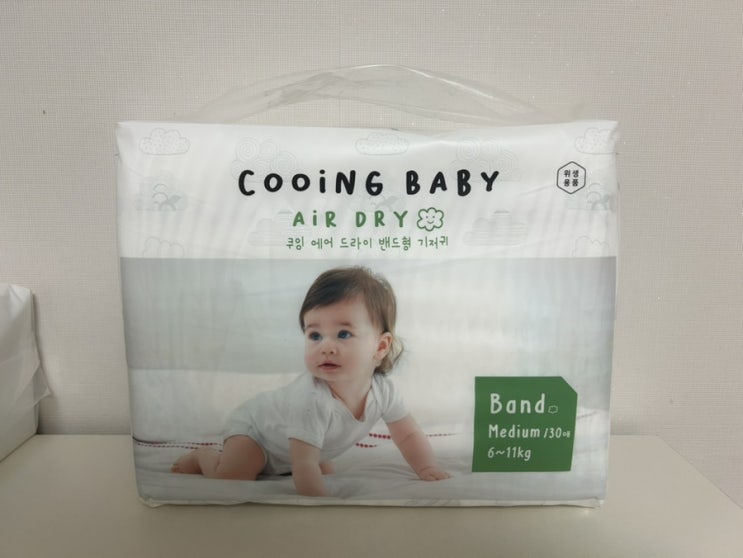 COOiNG BABY
위생
용품
AiR DRY
쿠잉 에어 드라이 밴드형 기저귀
Band
Medium /30매
6~11kg